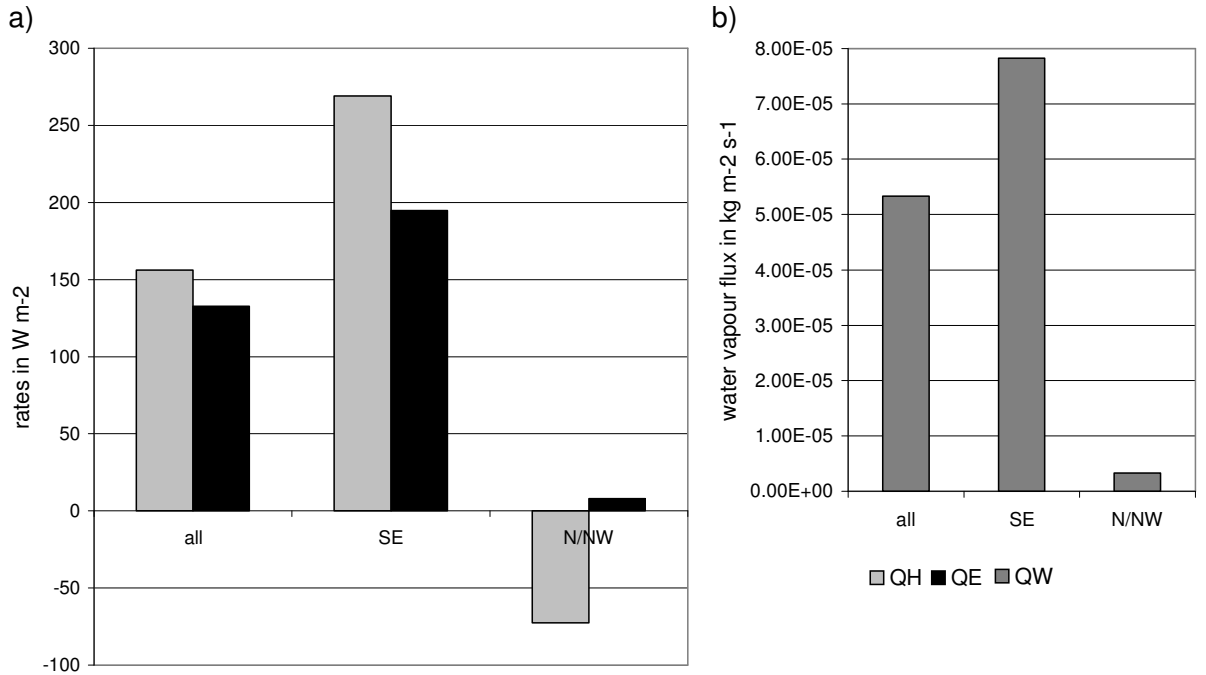 a)
rates in W m-2
300
250
200
150
100
50
0
-50
-100
all
SE
N/NW
b)
water vapour flux in kg m-2 s-1
8.00E-05
7.00E-05
6.00E-05
5.00E-05
4.00E-05
3.00E-05
2.00E-05
1.00E-05
0.00E+00
all
SE
N/NW
QH QE QW